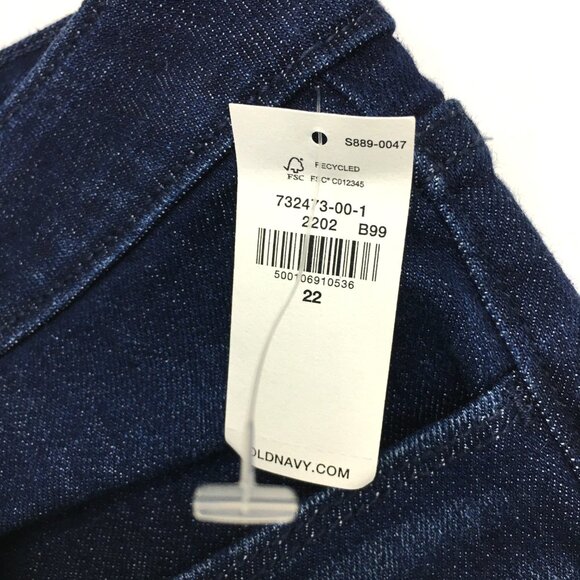 S889-0047
RECYCLED
FSC FSC® C012345
732473-00-1
2202 B99
500106910536
22
OLDNAVY.COM